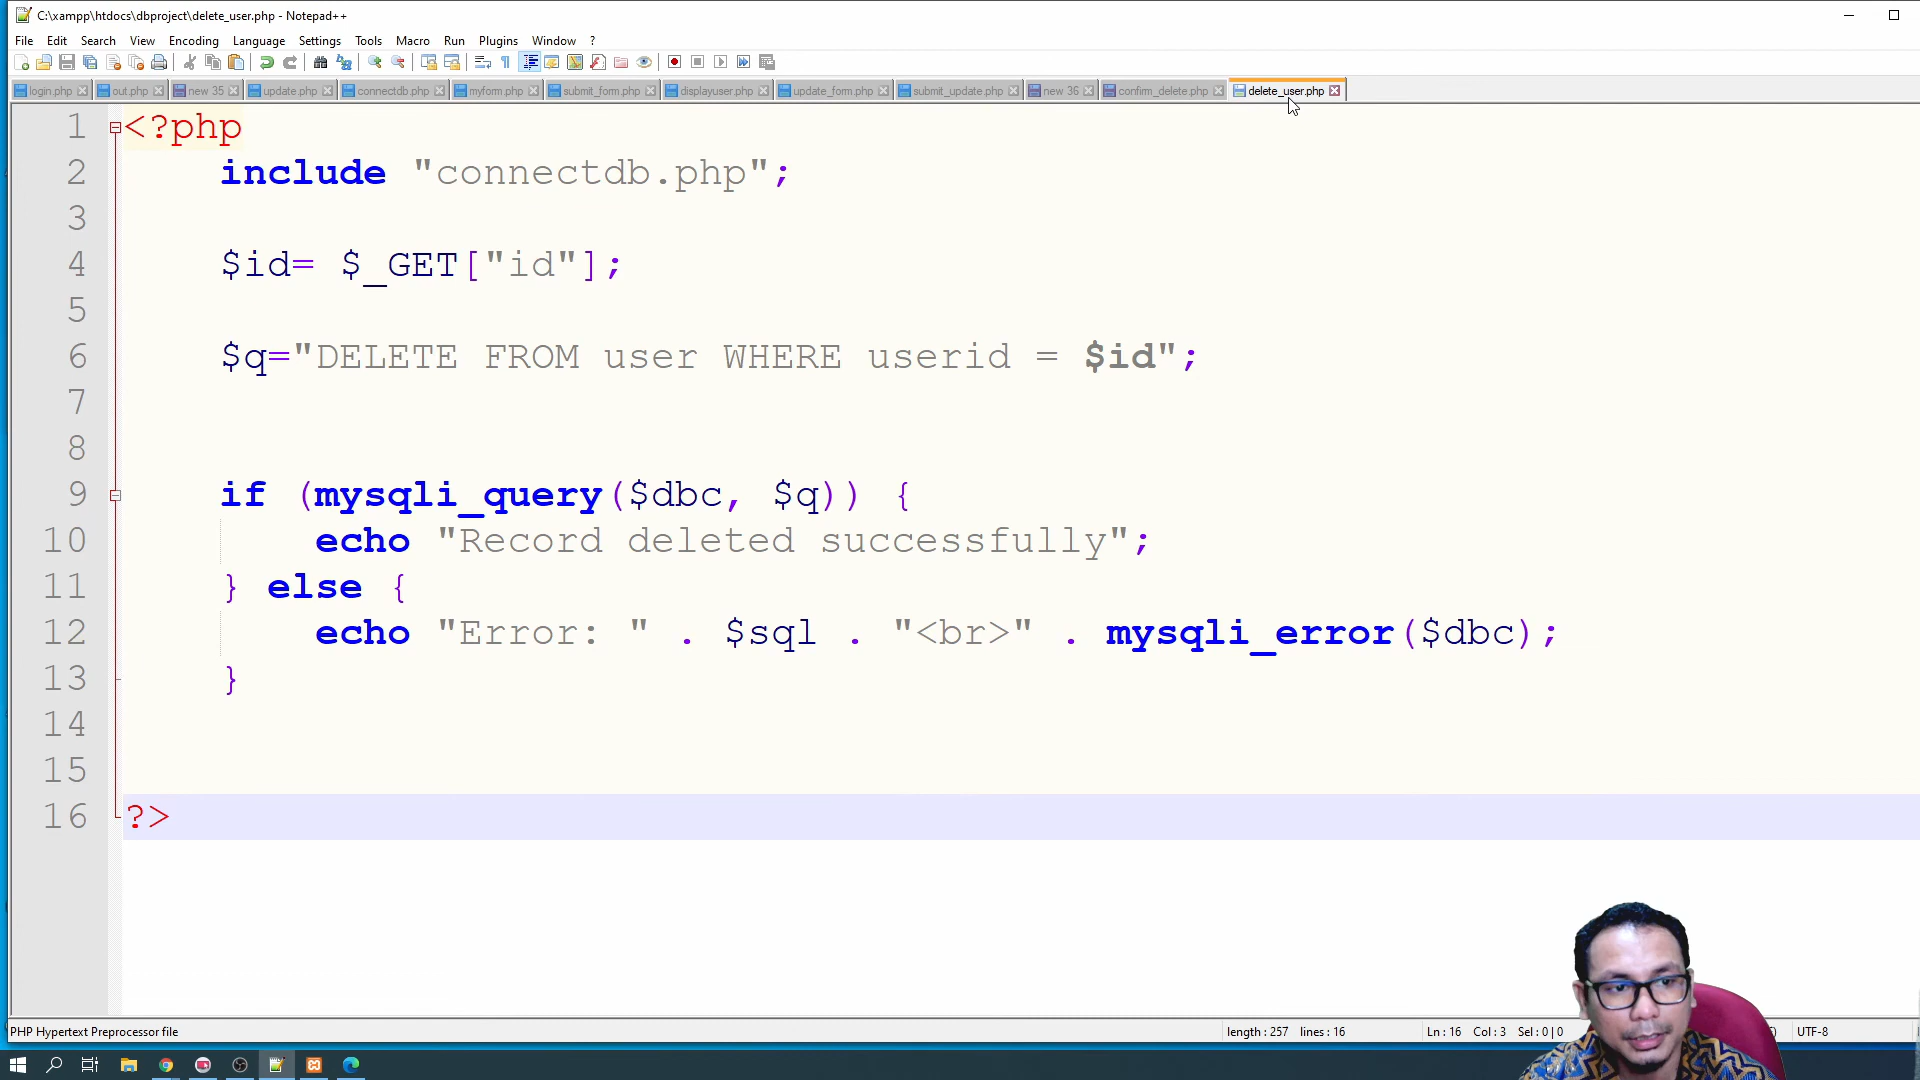 C:\xampp\htdocs\dbproject\delete_user.php - Notepad++
File Edit Search View Encoding Language Settings Tools Macro Run Plugins Window ?
login.php out.php new 35 update.php connectdb.php myform.php submit_form.php displayuser.php update_form.php submit_update.php new 36 confirm_delete.php delete_user.php
1 <?php
2 include "connectdb.php";
3
4 $id= $_GET["id"];
5
6 $q="DELETE FROM user WHERE userid = $id";
7
8
9 if (mysqli_query($dbc, $q)) {
10 echo "Record deleted successfully";
11 } else {
12 echo "Error: " . $sql . "<br>" . mysqli_error($dbc);
13 }
14
15
16 ?>
PHP Hypertext Preprocessor file length : 257 lines : 16 Ln : 16 Col : 3 Sel : 0 | 0 UTF-8